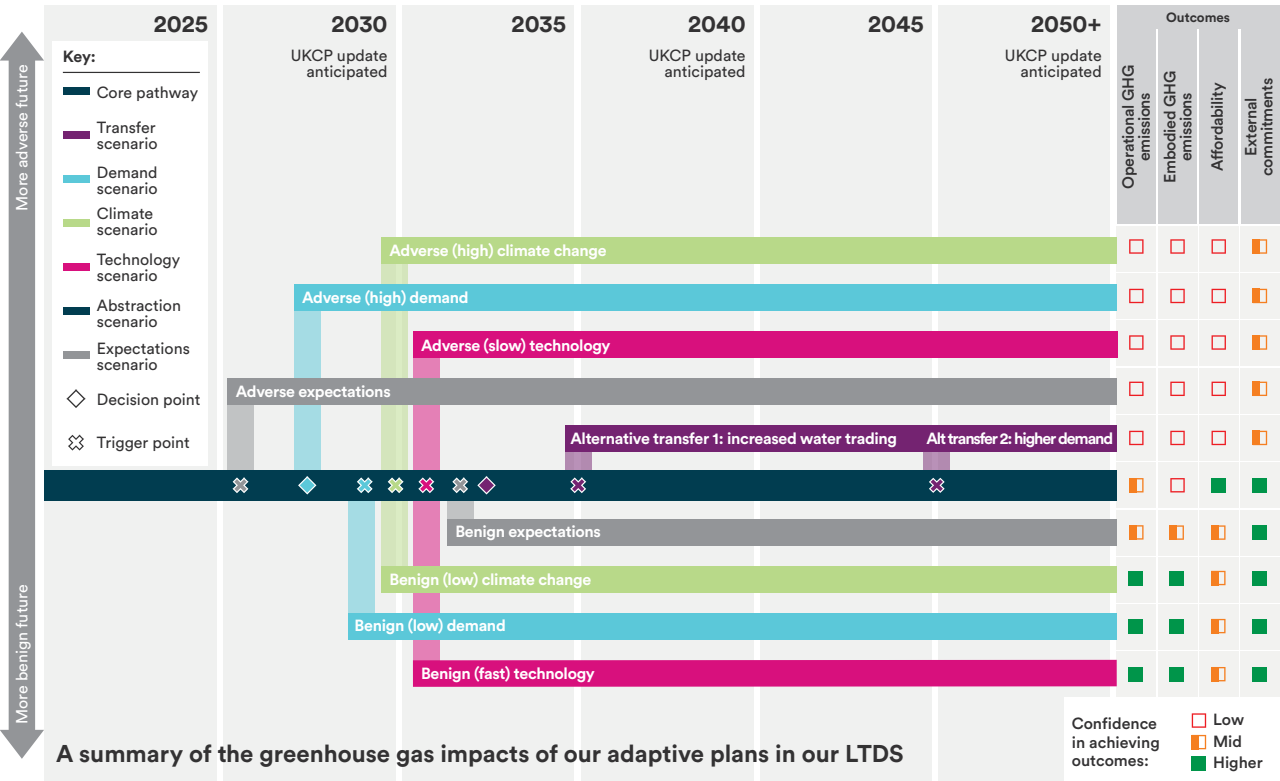 2025
2030
2035
2040
2045
2050+
UKCP update
anticipated
UKCP update
anticipated
UKCP update
anticipated
Outcomes
Operational GHG
emissions
Embodied GHG
emissions
Affordability
External
commitments
More adverse future
More benign future
Key:
Core pathway
Transfer
scenario
Demand
scenario
Climate
scenario
Technology
scenario
Abstraction
scenario
Expectations
scenario
Decision point
Trigger point
Adverse (high) climate change
Adverse (high) demand
Adverse (slow) technology
Adverse expectations
Alternative transfer 1: increased water trading
Alt transfer 2: higher demand
Benign expectations
Benign (low) climate change
Benign (low) demand
Benign (fast) technology
A summary of the greenhouse gas impacts of our adaptive plans in our LTDS
Confidence
in achieving
outcomes:
Low
Mid
Higher